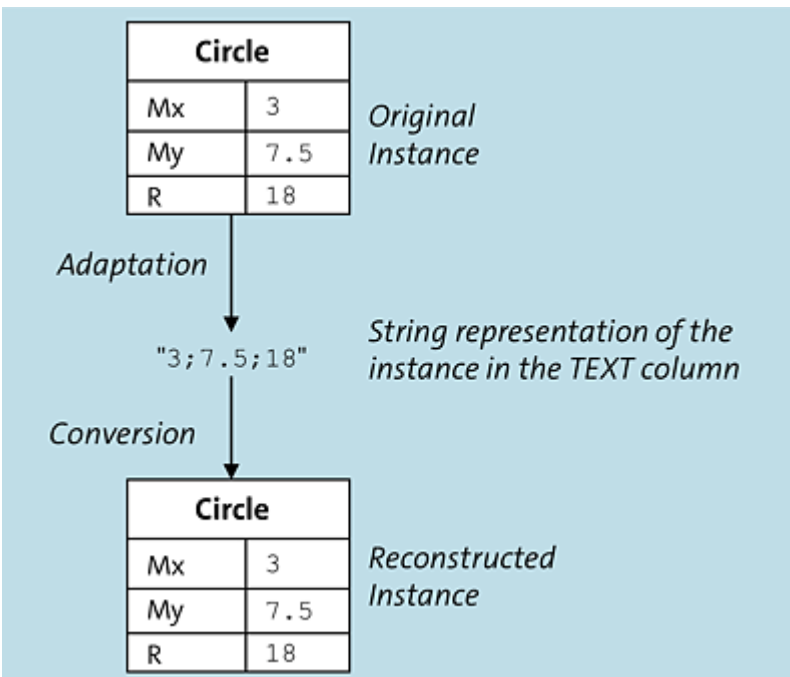 Circle
Mx 3
My 7.5
R 18
Original
Instance
Adaptation
"3;7.5;18"
String representation of the
instance in the TEXT column
Conversion
Circle
Mx 3
My 7.5
R 18
Reconstructed
Instance